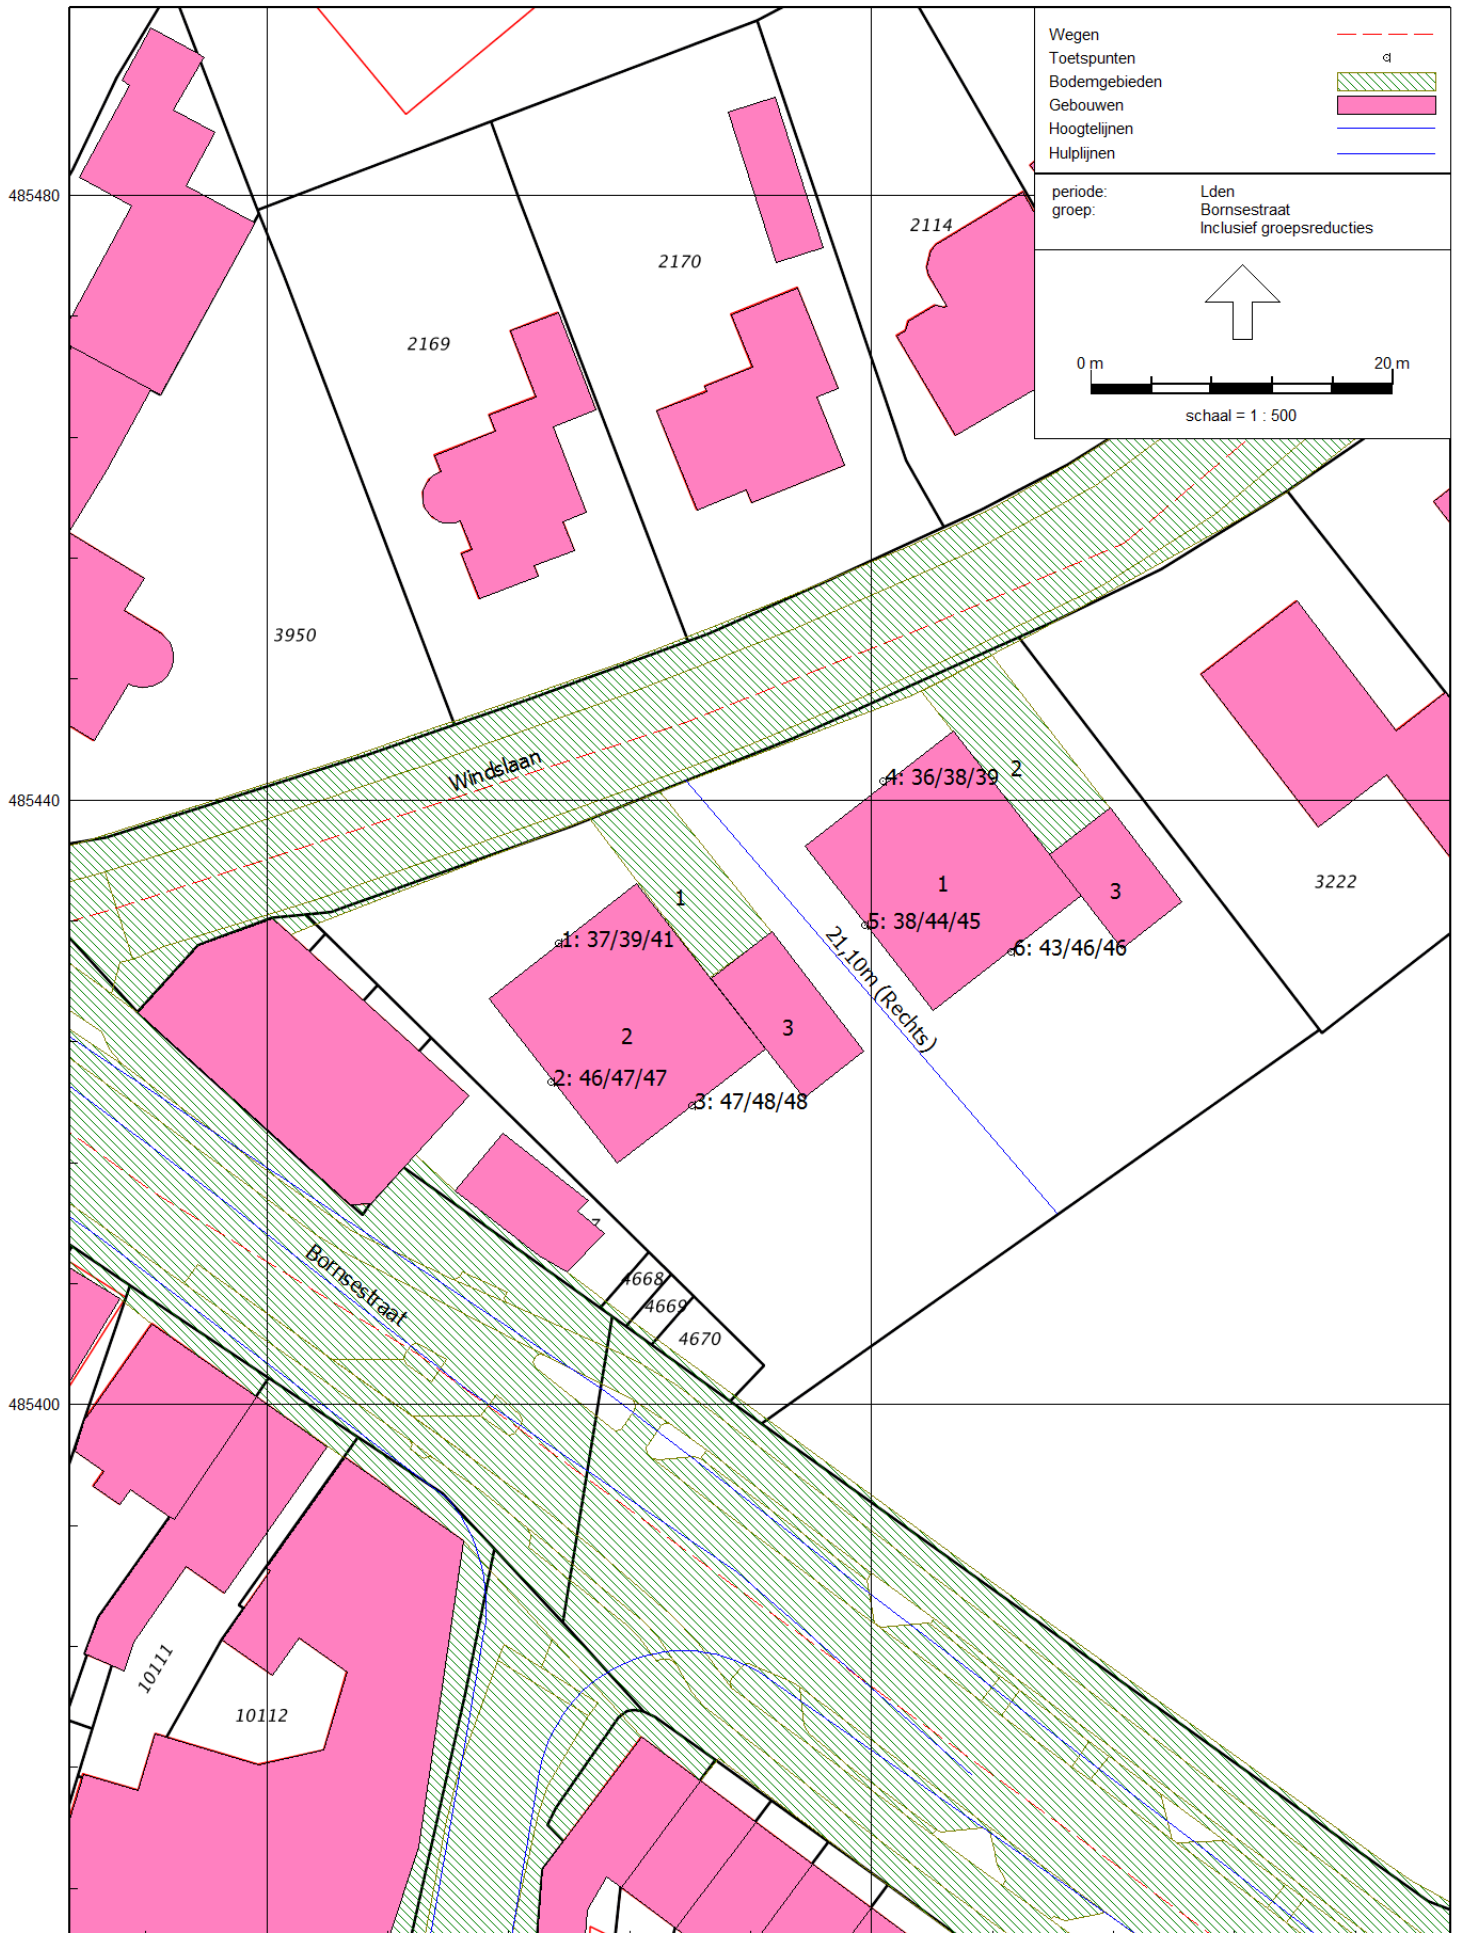 Wegen
Toetspunten
Bodemgebieden
Gebouwen
Hoogtelijnen
Hulplijnen
periode: Lden
groep: Bornsestraat
Inclusief groepsreducties
0 m 20 m
schaal = 1 : 500
485480
2114
2170
2169
3950
Windslaan
485440
4: 36/38/39
2
1
3
3222
1
5: 38/44/45
1: 37/39/41
6: 43/46/46
21,10m (Rechts)
2
3
2: 46/47/47
3: 47/48/48
Bornsestraat
4668
4669
4670
485400
10111
10112